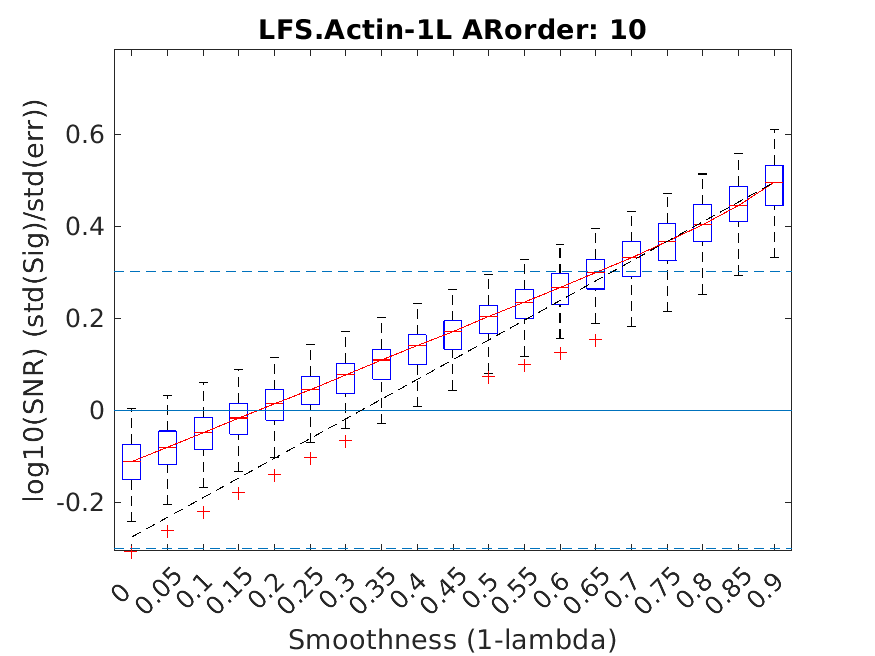 LFS.Actin-1L ARorder: 10
log10(SNR) (std(Sig)/std(err))
0.6
0.4
0.2
0
-0.2
0 0.05 0.1 0.15 0.2 0.25 0.3 0.35 0.4 0.45 0.5 0.55 0.6 0.65 0.7 0.75 0.8 0.85 0.9
Smoothness (1-lambda)